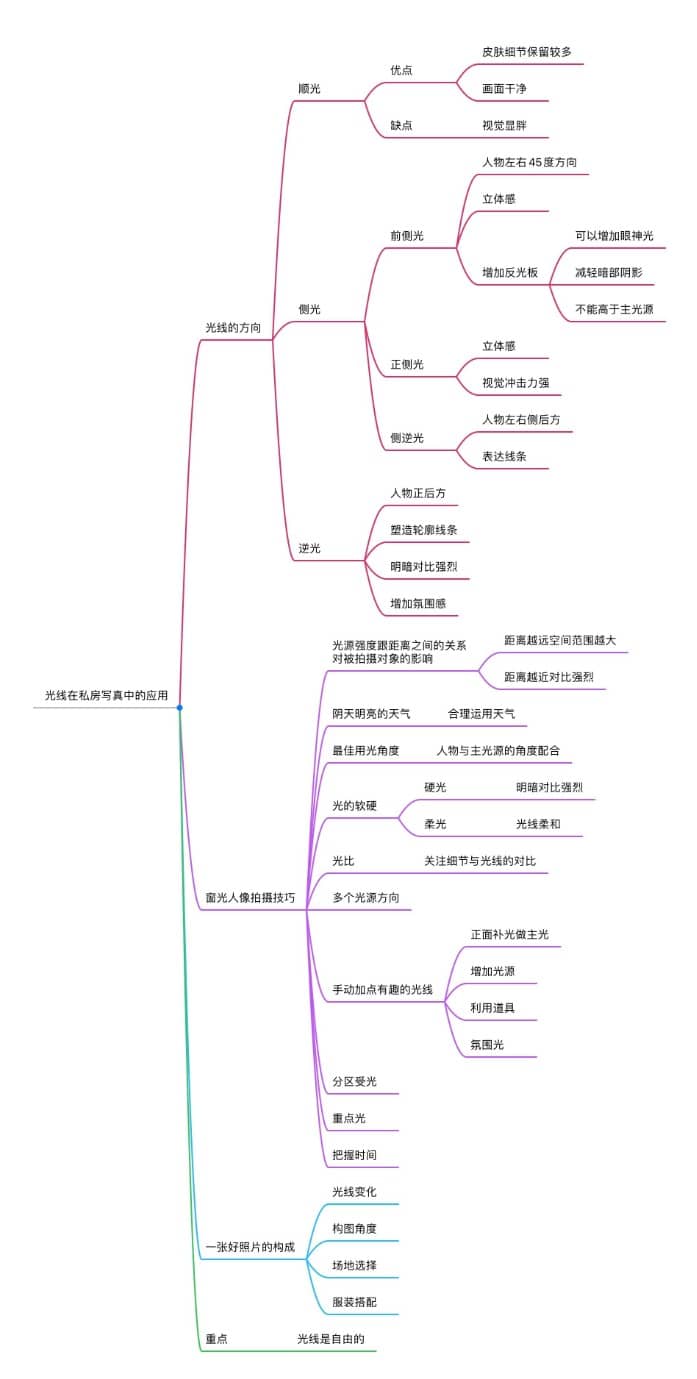 光线在私房写真中的应用
光线的方向
顺光
优点
皮肤细节保留较多
画面干净
缺点
视觉显胖
侧光
前侧光
人物左右45度方向
立体感
增加反光板
可以增加眼神光
减轻暗部阴影
不能高于主光源
正侧光
立体感
视觉冲击力强
侧逆光
人物左右侧后方
表达线条
逆光
人物正后方
塑造轮廓线条
明暗对比强烈
增加氛围感
窗光人像拍摄技巧
光源强度跟距离之间的关系
对被拍摄对象的影响
距离越远空间范围越大
距离越近对比强烈
阴天明亮的天气
合理运用天气
最佳用光角度
人物与主光源的角度配合
光的软硬
硬光
明暗对比强烈
柔光
光线柔和
光比
关注细节与光线的对比
多个光源方向
手动加点有趣的光线
正面补光做主光
增加光源
利用道具
氛围光
分区受光
重点光
把握时间
一张好照片的构成
光线变化
构图角度
场地选择
服装搭配
重点
光线是自由的